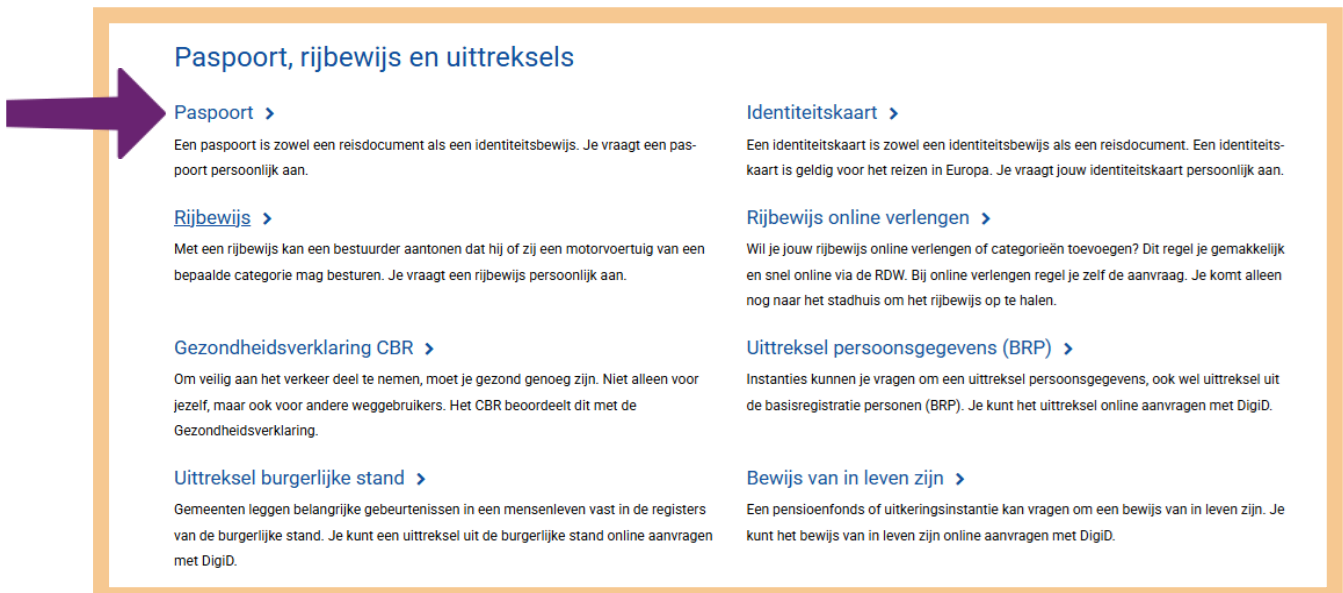 Paspoort, rijbewijs en uittreksels
Paspoort
Een paspoort is zowel een reisdocument als een identiteitsbewijs. Je vraagt een pas-
poort persoonlijk aan.
Identiteitskaart
Een identiteitskaart is zowel een identiteitsbewijs als een reisdocument. Een identiteits-
kaart is geldig voor het reizen in Europa. Je vraagt jouw identiteitskaart persoonlijk aan.
Rijbewijs
Met een rijbewijs kan een bestuurder aantonen dat hij of zij een motorvoertuig van een
bepaalde categorie mag besturen. Je vraagt een rijbewijs persoonlijk aan.
Rijbewijs online verlengen
Wil je jouw rijbewijs online verlengen of categorieën toevoegen? Dit regel je gemakkelijk
en snel online via de RDW. Bij online verlengen regel je zelf de aanvraag. Je komt alleen
nog naar het stadhuis om het rijbewijs op te halen.
Gezondheidsverklaring CBR
Om veilig aan het verkeer deel te nemen, moet je gezond genoeg zijn. Niet alleen voor
jezelf, maar ook voor andere weggebruikers. Het CBR beoordeelt dit met de
Gezondheidsverklaring.
Uittreksel persoonsgegevens (BRP)
Instanties kunnen je vragen om een uittreksel persoonsgegevens, ook wel uittreksel uit
de basisregistratie personen (BRP). Je kunt het uittreksel online aanvragen met DigiD.
Uittreksel burgerlijke stand
Gemeenten leggen belangrijke gebeurtenissen in een mensenleven vast in de registers
van de burgerlijke stand. Je kunt een uittreksel uit de burgerlijke stand online aanvragen
met DigiD.
Bewijs van in leven zijn
Een pensioenfonds of uitkeringsinstantie kan vragen om een bewijs van in leven zijn. Je
kunt het bewijs van in leven zijn online aanvragen met DigiD.